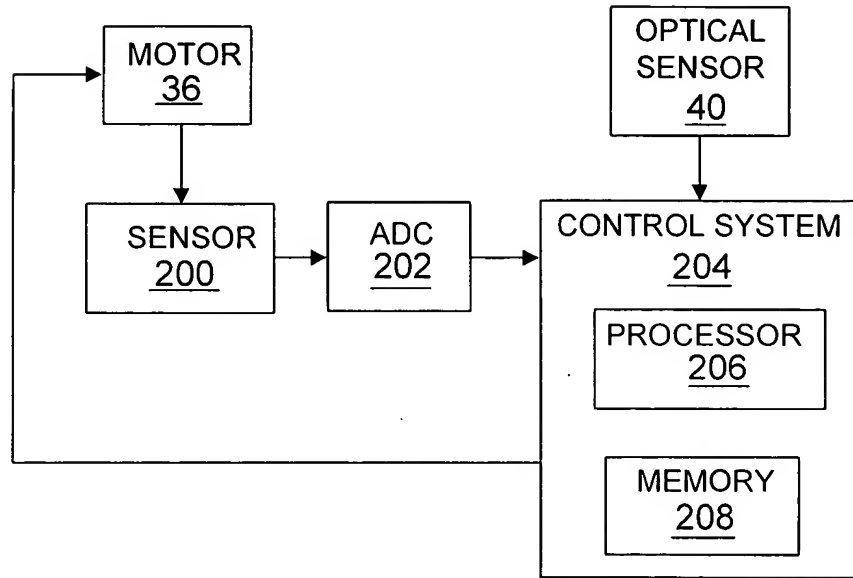 MOTOR
36
OPTICAL
SENSOR
40
SENSOR
200
ADC
202
CONTROL SYSTEM
204
PROCESSOR
206
MEMORY
208